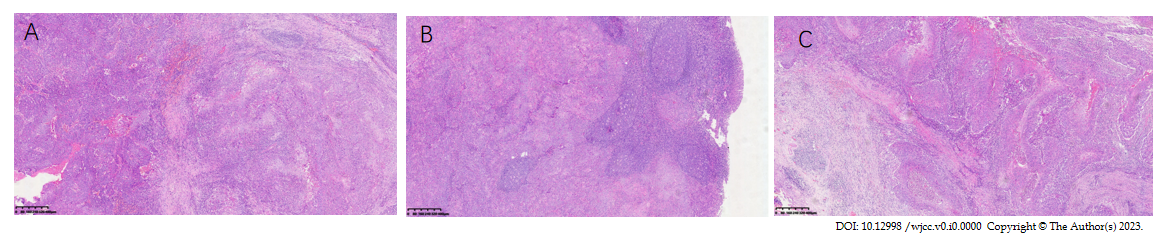 A
B
C
DOI: 10.12998 /wjcc.v0.i0.0000 Copyright © The Author(s) 2023.